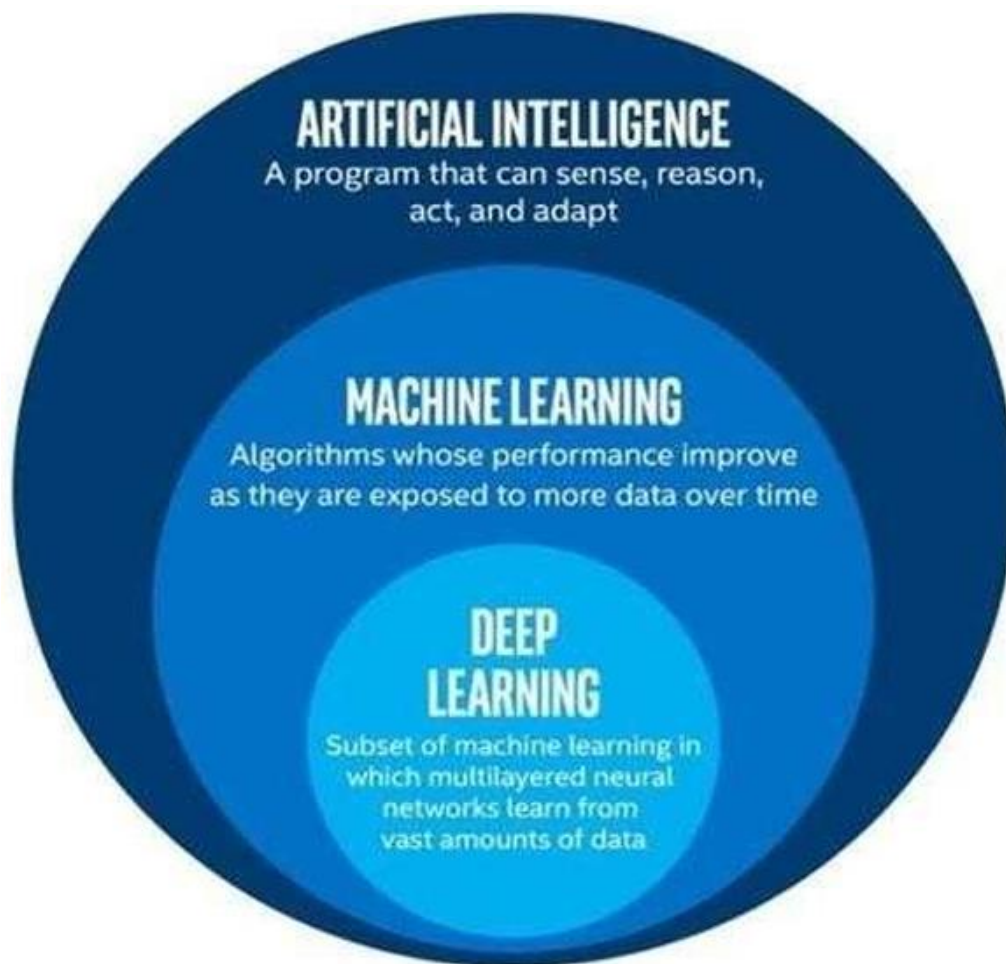 ARTIFICIAL INTELLIGENCE
A program that can sense, reason,
act, and adapt
MACHINE LEARNING
Algorithms whose performance improve
as they are exposed to more data over time
DEEP
LEARNING
Subset of machine learning in
which multilayered neural
networks learn from
vast amounts of data